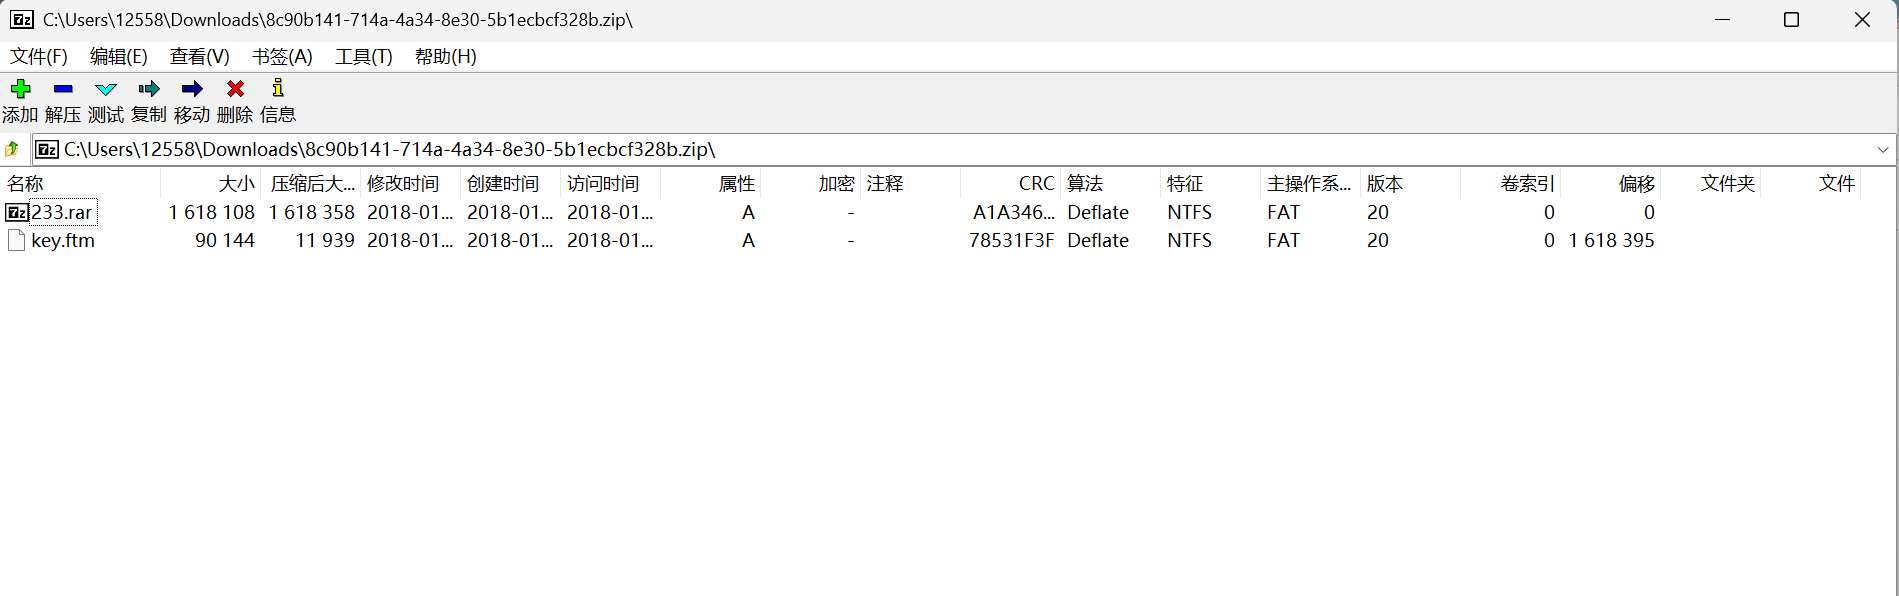 C:\Users\12558\Downloads\8c90b141-714a-4a34-8e30-5b1ecbcf328b.zip\
文件(F) 编辑(E) 查看(V) 书签(A) 工具(T) 帮助(H)
添加 解压 测试 复制 移动 删除 信息
C:\Users\12558\Downloads\8c90b141-714a-4a34-8e30-5b1ecbcf328b.zip\
名称 大小 压缩后大... 修改时间 创建时间 访问时间 属性 加密 注释 CRC 算法 特征 主操作系... 版本 卷索引 偏移 文件夹 文件
233.rar 1 618 108 1 618 358 2018-01... 2018-01... 2018-01... A - A1A346... Deflate NTFS FAT 20 0 0
key.ftm 90 144 11 939 2018-01... 2018-01... 2018-01... A - 78531F3F Deflate NTFS FAT 20 0 1 618 395